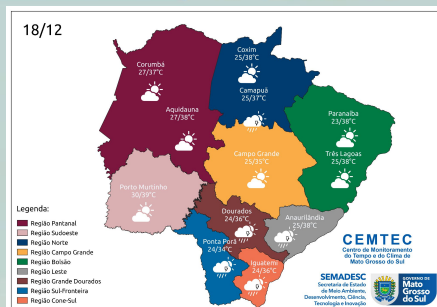 18/12
Corumbá
27/37°C
Coxim
25/38°C
Camapuã
25/37°C
Aquidauna
27/38°C
Paranaíba
23/38°C
Três Lagoas
25/38°C
Campo Grande
25/35°C
Porto Murtinho
30/39°C
Dourados
24/36°C
Anaurilândia
25/38°C
Ponta Porã
24/34°C
Iguatemi
24/36°C
Legenda:
Região Pantanal
Região Sudoeste
Região Norte
Região Campo Grande
Região Bolsão
Região Leste
Região Grande Dourados
Região Sul-Fronteira
Região Cone-Sul
CEMTEC
Centro de Monitoramento
do Tempo e do Clima de
Mato Grosso do Sul
SEMADESC
Secretaria de Estado
de Meio Ambiente,
Desenvolvimento, Ciência,
Tecnologia e Inovação
GOVERNO DE
Mato
Grosso
do Sul